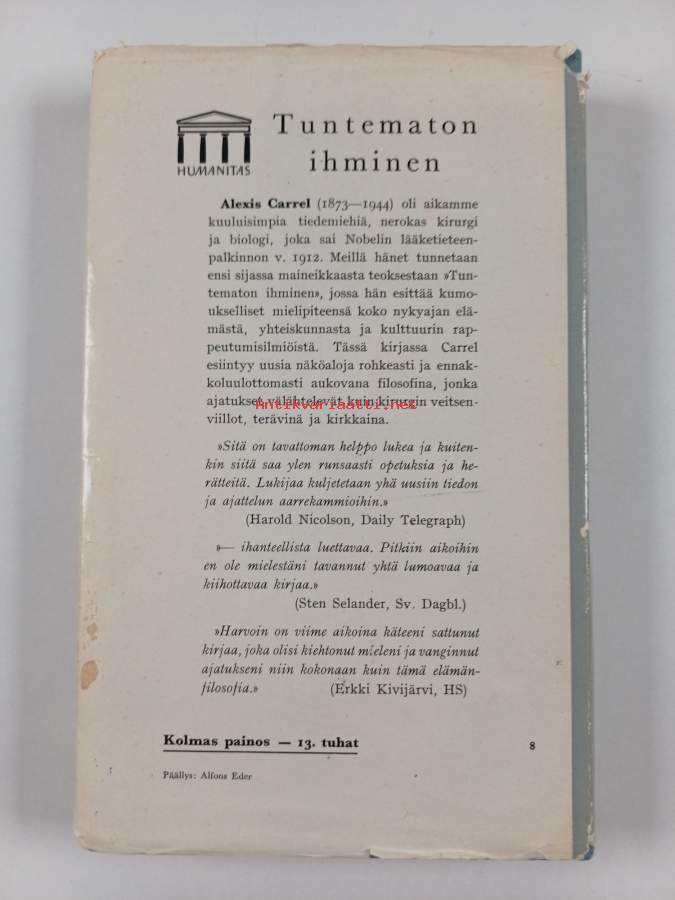 Tuntematon
ihminen
HUMANITAS
Alexis Carrel (1873—1944) oli aikamme
kuuluisimpia tiedemiehiä, nerokas kirurgi
ja biologi, joka sai Nobelin lääketieteen-
palkinnon v. 1912. Meillä hänet tunnetaan
ensi sijassa maineikkaasta teoksestaan »Tun-
tematon ihminen», jossa hän esittää kumo-
ukselliset mielipiteensä koko nykyajan elä-
mästä, yhteiskunnasta ja kulttuurin rap-
peutumisilmiöistä. Tässä kirjassa Carrel
esiintyy uusia näköaloja rohkeasti ja ennak-
koluulottomasti aukovana filosofina, jonka
ajatukset välähtelevät kuin kirurgin veitsen-
Antikvariaatti.net
viillot, terävinä ja kirkkaina.
»Sitä on tavattoman helppo lukea ja kuiten-
kin siitä saa ylen runsaasti opetuksia ja he-
rätteitä. Lukijaa kuljetetaan yhä uusiin tiedon
ja ajattelun aarrekammioihin.»
(Harold Nicolson, Daily Telegraph)
»— ihanteellista luettavaa. Pitkiin aikoihin
en ole mielestäni tavannut yhtä lumoavaa ja
kiihottavaa kirjaa.»
(Sten Selander, Sv. Dagbl.)
»Harvoin on viime aikoina käteeni sattunut
kirjaa, joka olisi kiehtonut mieleni ja vanginnut
ajatukseni niin kokonaan kuin tämä elämän-
filosofia.» (Erkki Kivijärvi, HS)
Kolmas painos — 13. tuhat 8
Päällys: Alfons Eder